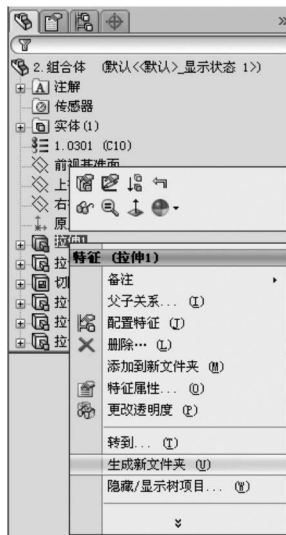 »
2.组合体 (默认<<默认>_显示状态 1>)
A 注解
传感器
实体(1)
1.0301 (C10)
前视基准面
上
右
原
拉伸1
拉
切
拉
拉
拉
特征 (拉伸1)
备注
父子关系... (I)
配置特征 (J)
删除… (L)
添加到新文件夹 (M)
特征属性... (O)
更改透明度 (P)
转到... (T)
生成新文件夹 (U)
隐藏/显示树项目... (W)